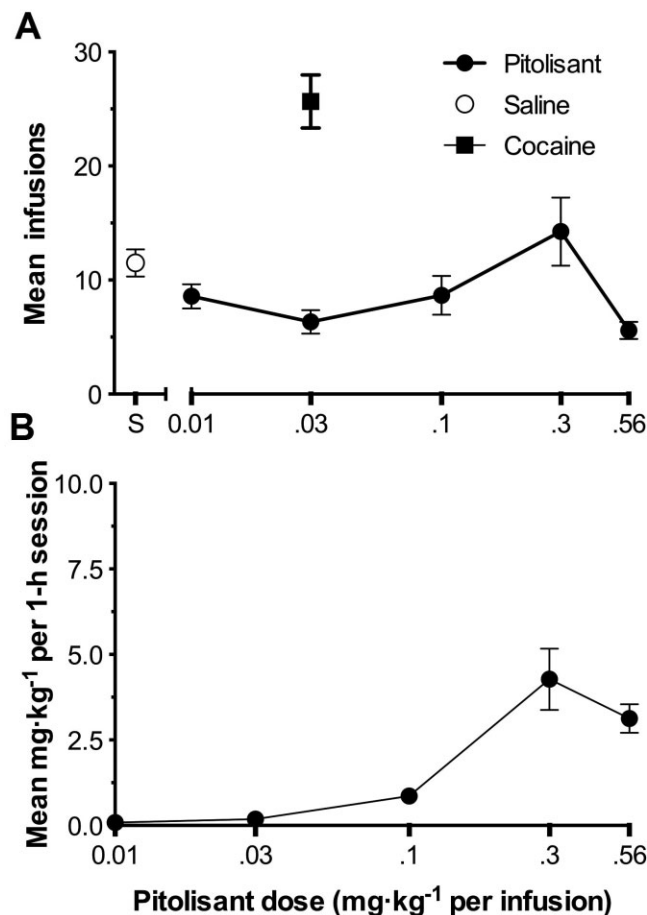 A
30
20
10
0
Mean infusions
Pitolisant
Saline
Cocaine
S 0.01 .03 .1 .3 .56
B
10.0
7.5
5.0
2.5
0.0
Mean mg·kg⁻¹ per 1-h session
0.01 .03 .1 .3 .56
Pitolisant dose (mg·kg⁻¹ per infusion)